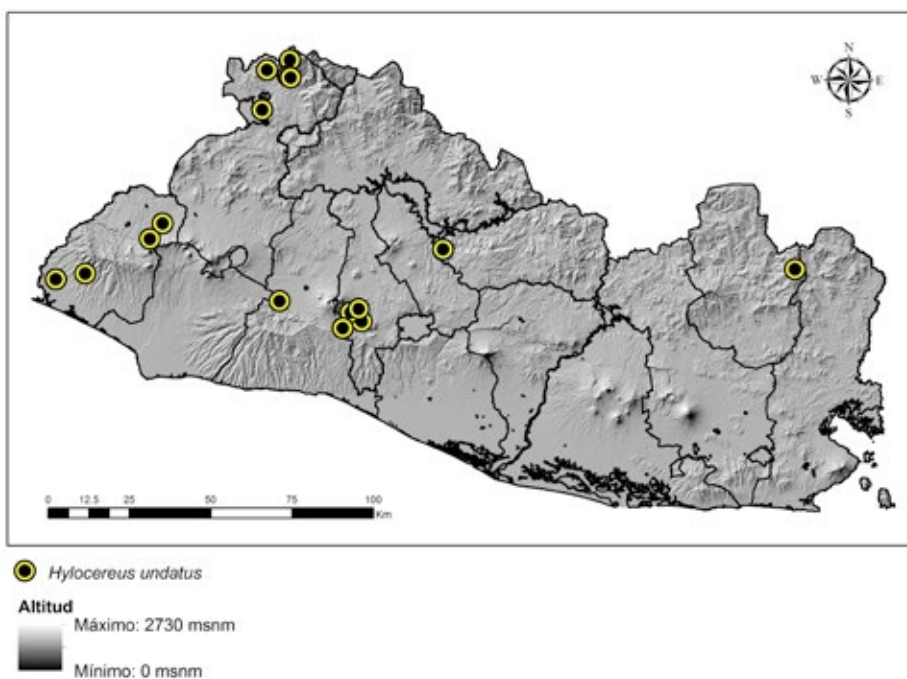 N
W E
S
0 12.5 25 50 75 100
Km
Hylocereus undatus
Altitud
Máximo: 2730 msnm
Mínimo: 0 msnm